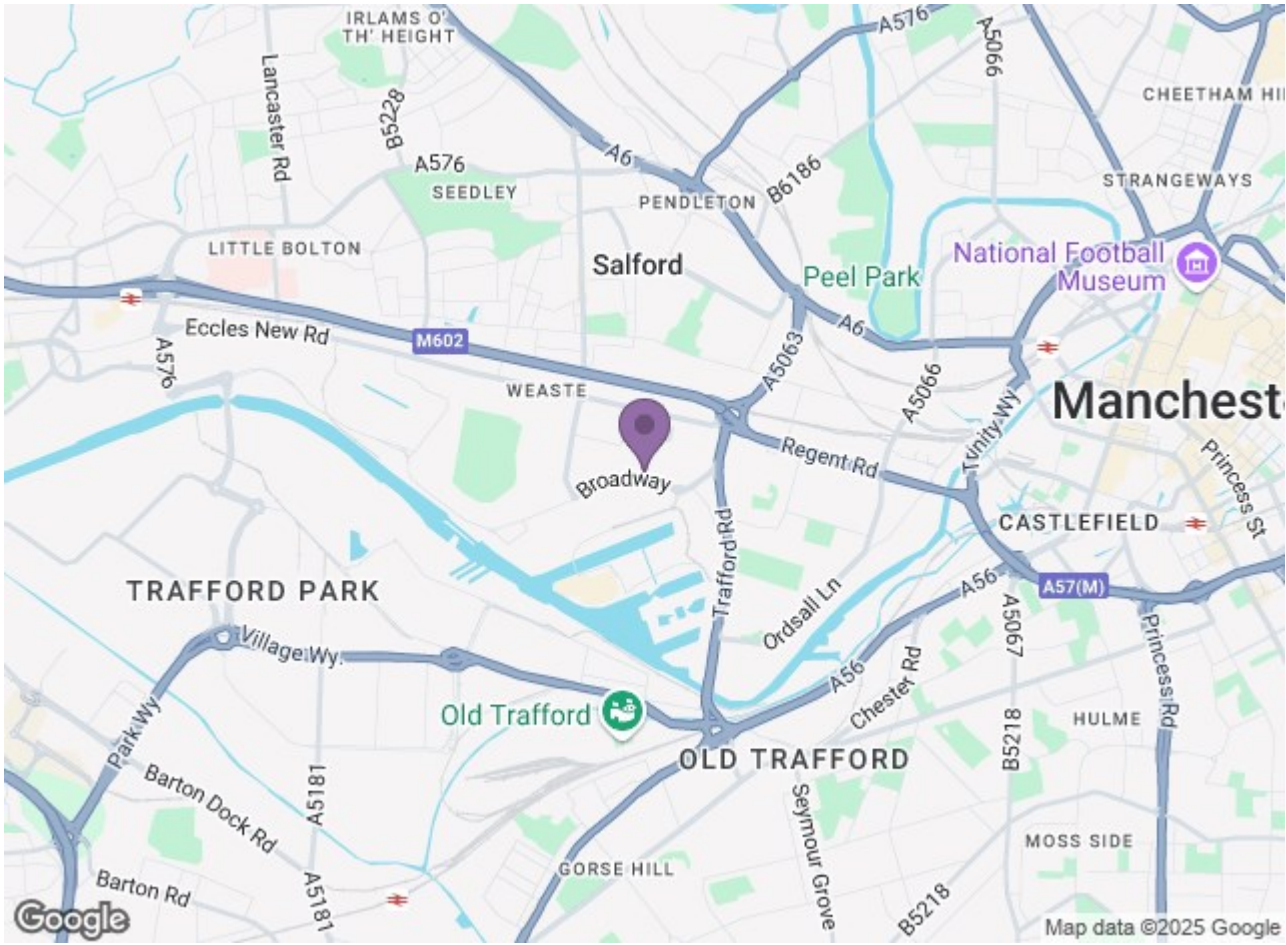 IRLAMS O'
TH' HEIGHT
A576
A5066
Lancaster Rd
B5228
CHEETHAM HI
A6
A576
B6186
SEEDLEY
PENDLETON
STRANGEWAYS
LITTLE BOLTON
Salford
National Football
Museum
Peel Park
Eccles New Rd
M602
A6
A576
A5063
WEASTE
A5066
Trinity Wy
Manchest
Regent Rd
Princess St
Broadway
Trafford Rd
CASTLEFIELD
TRAFFORD PARK
A56
A57(M)
Ordsall Ln
A5067
Village Wy.
Princess Rd
A56
Chester Rd
Old Trafford
HULME
Park Wy
B5218
OLD TRAFFORD
Barton Dock Rd
A5181
Seymour Grove
MOSS SIDE
GORSE HILL
Barton Rd
A5181
B5218
Google
Map data ©2025 Google